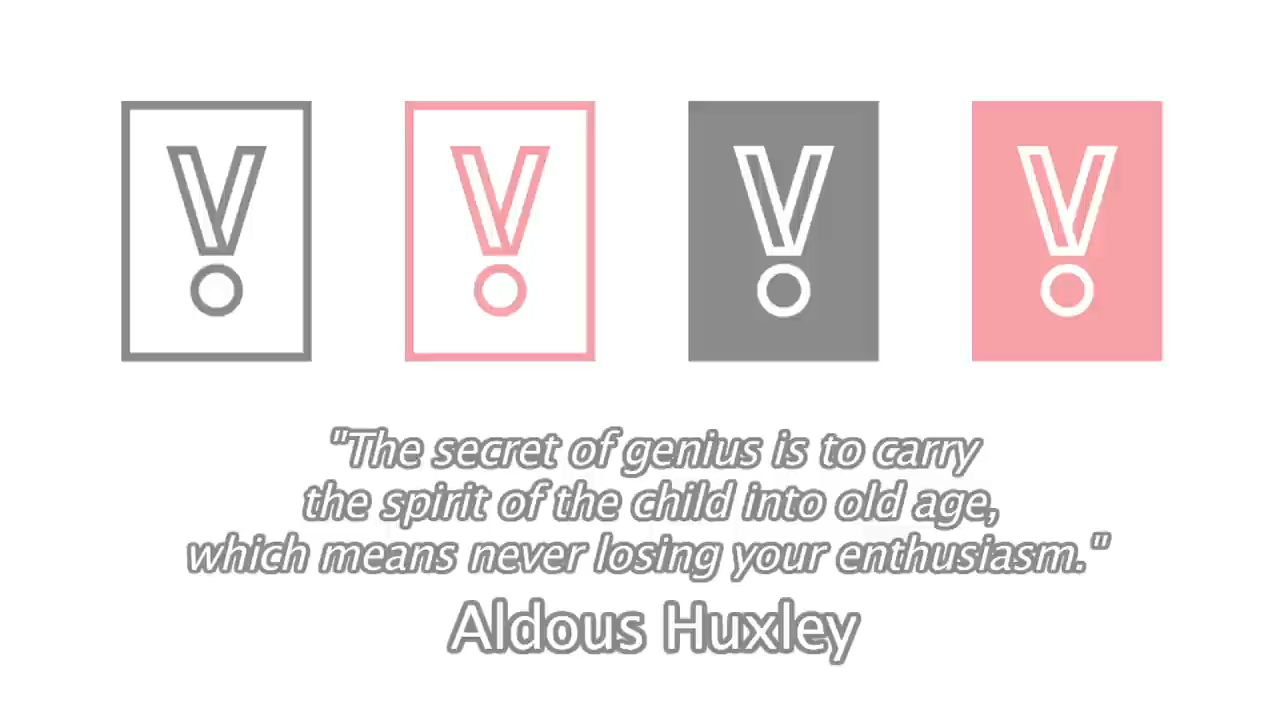 "The secret of genius is to carry
the spirit of the child into old age,
which means never losing your enthusiasm."
Aldous Huxley